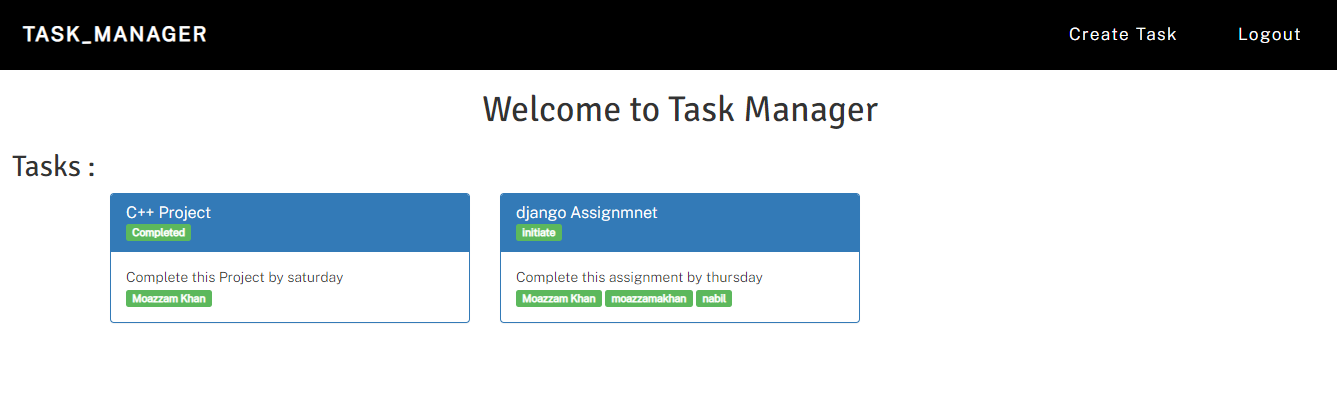 TASK_MANAGER
Create Task
Logout
Welcome to Task Manager
Tasks :
C++ Project
Completed
Complete this Project by saturday
Moazzam Khan
django Assignmnet
initiate
Complete this assignment by thursday
Moazzam Khan moazzamakhan nabil